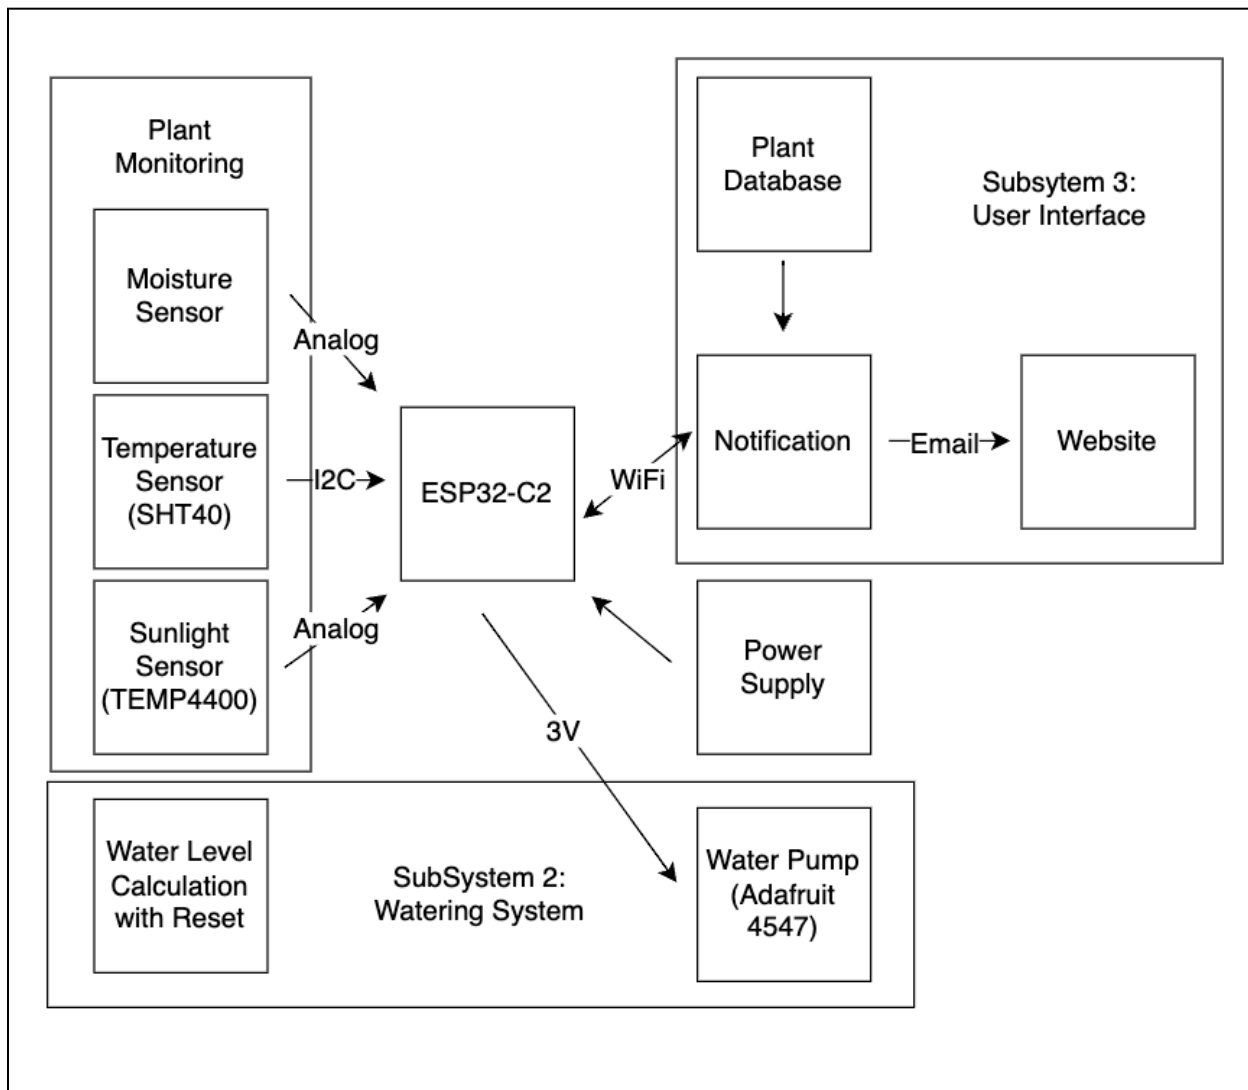 Plant
Monitoring
Moisture
Sensor
Analog
Temperature
Sensor
(SHT40)
I2C
Sunlight
Sensor
(TEMP4400)
Analog
ESP32-C2
WiFi
Plant
Database
Subsytem 3:
User Interface
Notification
Email
Website
Power
Supply
3V
Water Level
Calculation
with Reset
SubSystem 2:
Watering System
Water Pump
(Adafruit
4547)